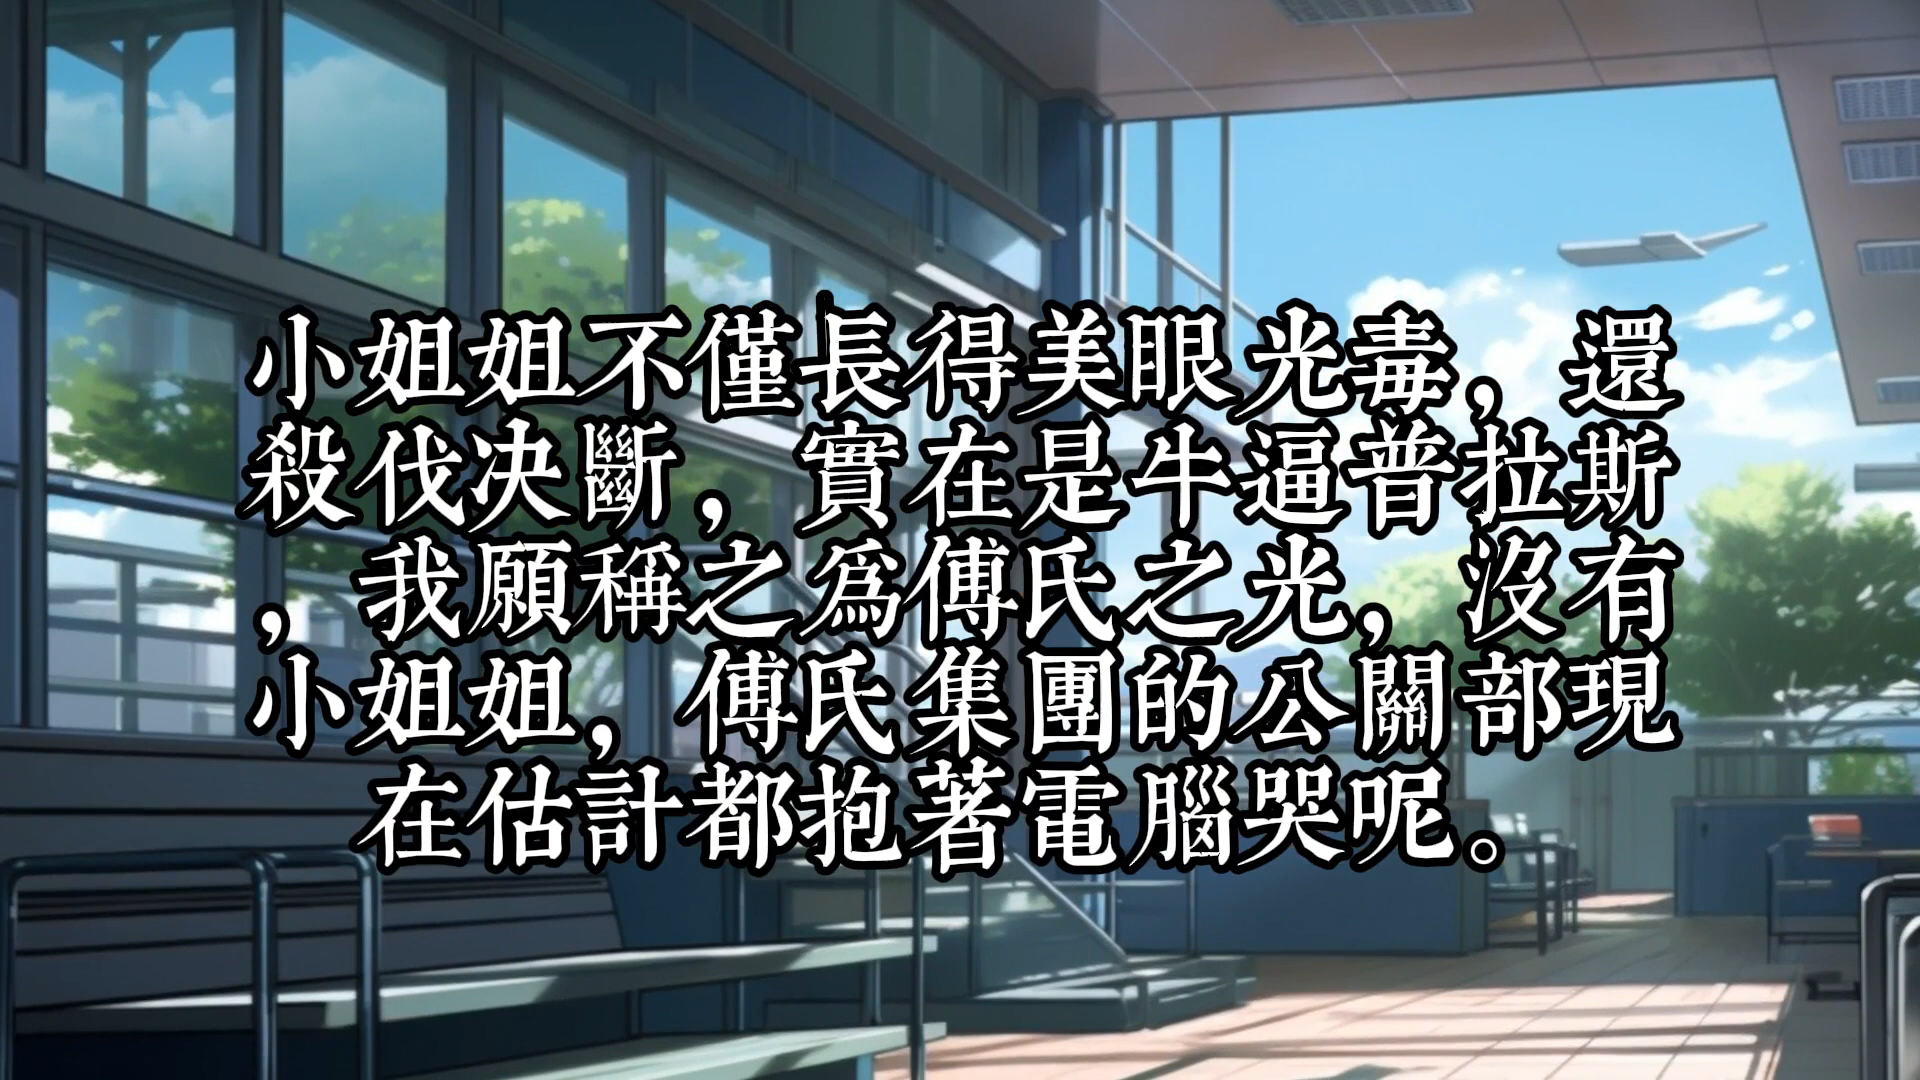 小姐姐不僅長得美眼光毒，還
殺伐决斷，實在是牛逼普拉斯
，我願稱之爲傅氏之光，沒有
小姐姐，傅氏集團的公關部現
在估計都抱著電腦哭呢。